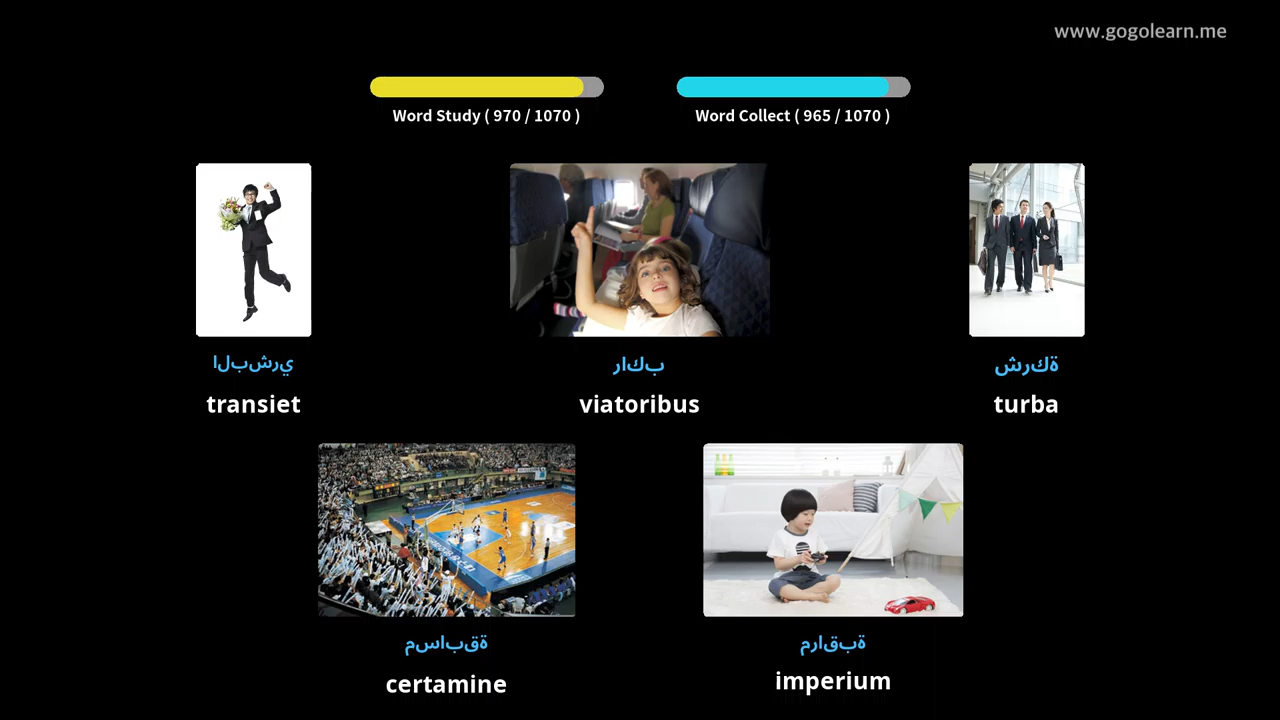 www.gogolearn.me
Word Study ( 970 / 1070 )
Word Collect ( 965 / 1070 )
البشري
راكب
شركة
transiet
viatoribus
turba
مسابقة
مراقبة
certamine
imperium